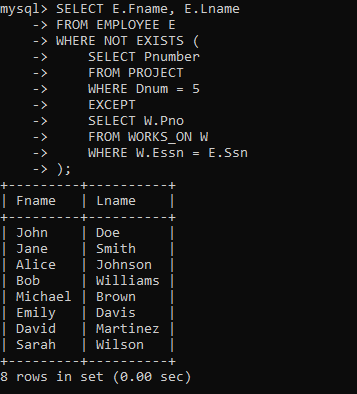 mysql> SELECT E.Fname, E.Lname
    -> FROM EMPLOYEE E
    -> WHERE NOT EXISTS (
    ->     SELECT Pnumber
    ->     FROM PROJECT
    ->     WHERE Dnum = 5
    ->     EXCEPT
    ->     SELECT W.Pno
    ->     FROM WORKS_ON W
    ->     WHERE W.Essn = E.Ssn
    -> );
+---------+----------+
| Fname   | Lname    |
+---------+----------+
| John    | Doe      |
| Jane    | Smith    |
| Alice   | Johnson  |
| Bob     | Williams |
| Michael | Brown    |
| Emily   | Davis    |
| David   | Martinez |
| Sarah   | Wilson   |
+---------+----------+
8 rows in set (0.00 sec)